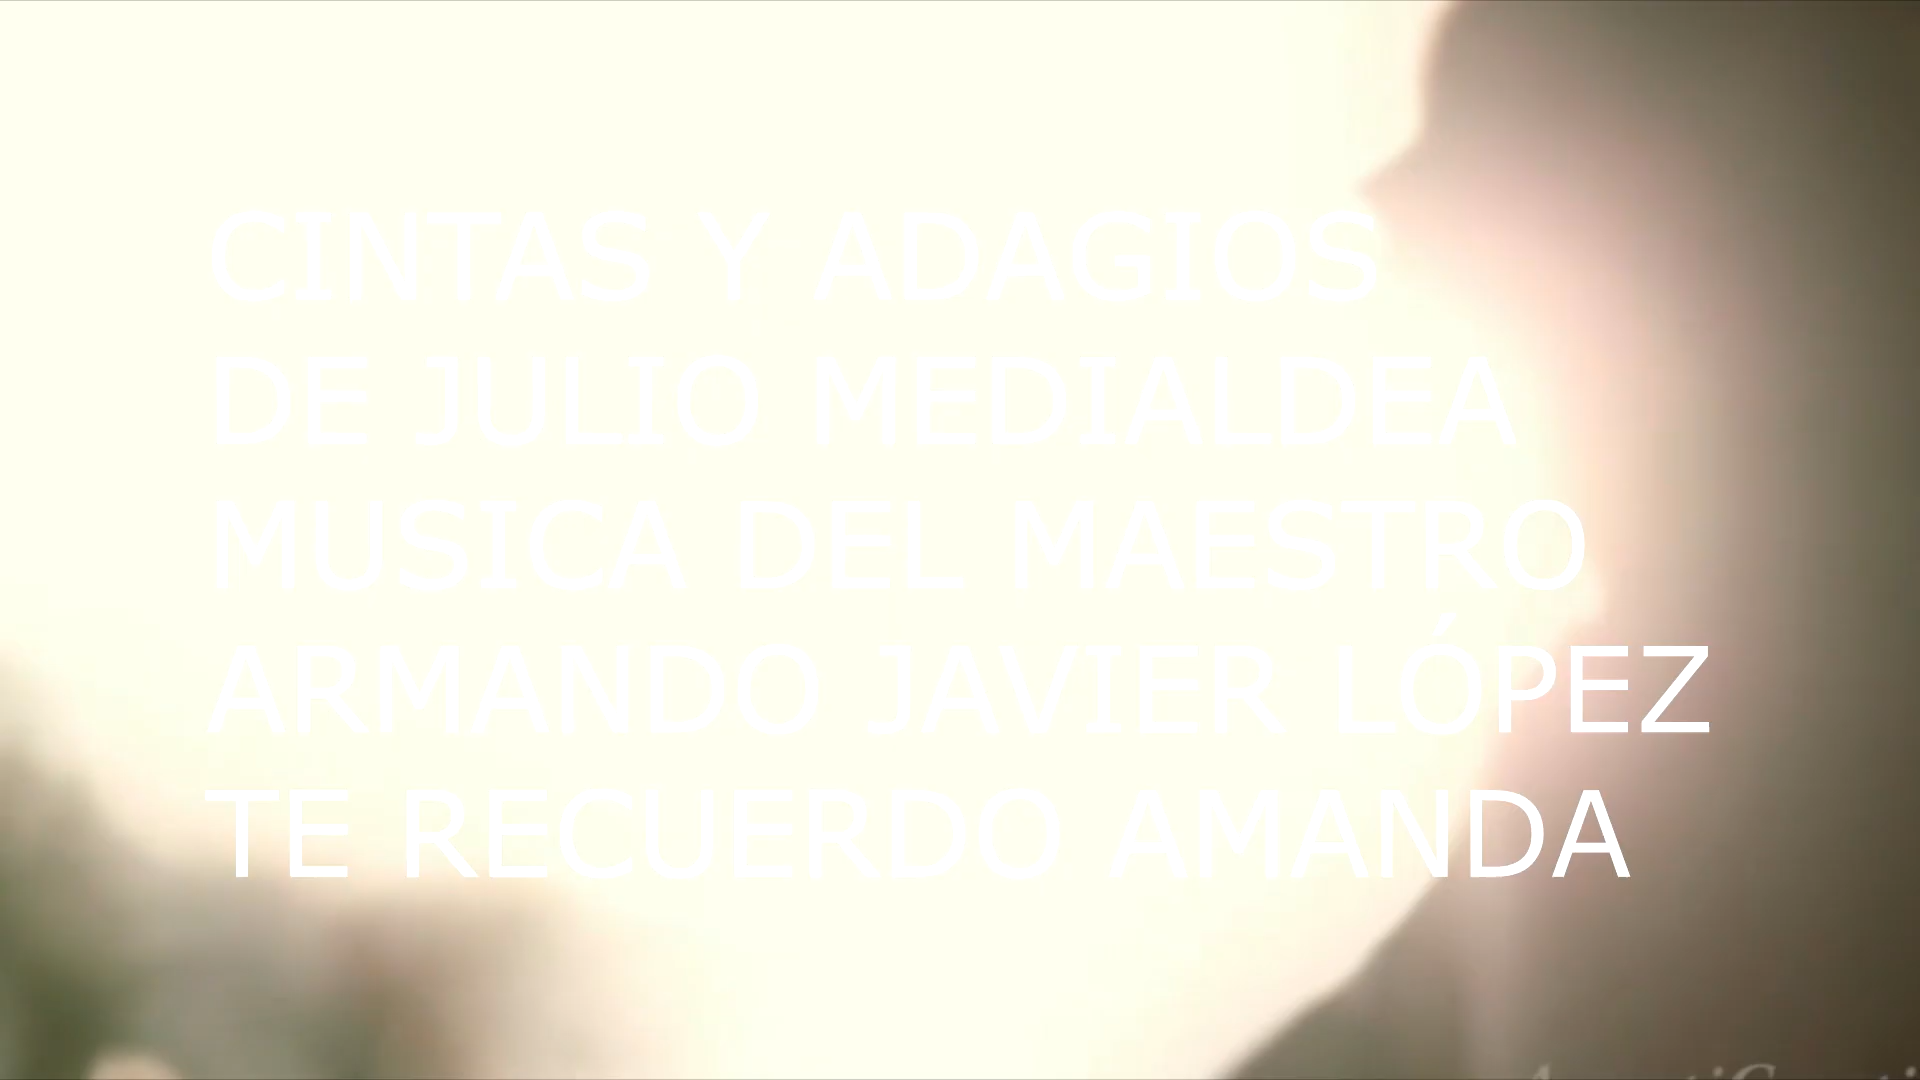 CINTAS Y ADAGIOS
DE JULIO MEDIALDEA
MUSICA DEL MAESTRO
ARMANDO JAVIER LÓPEZ
TE RECUERDO AMANDA